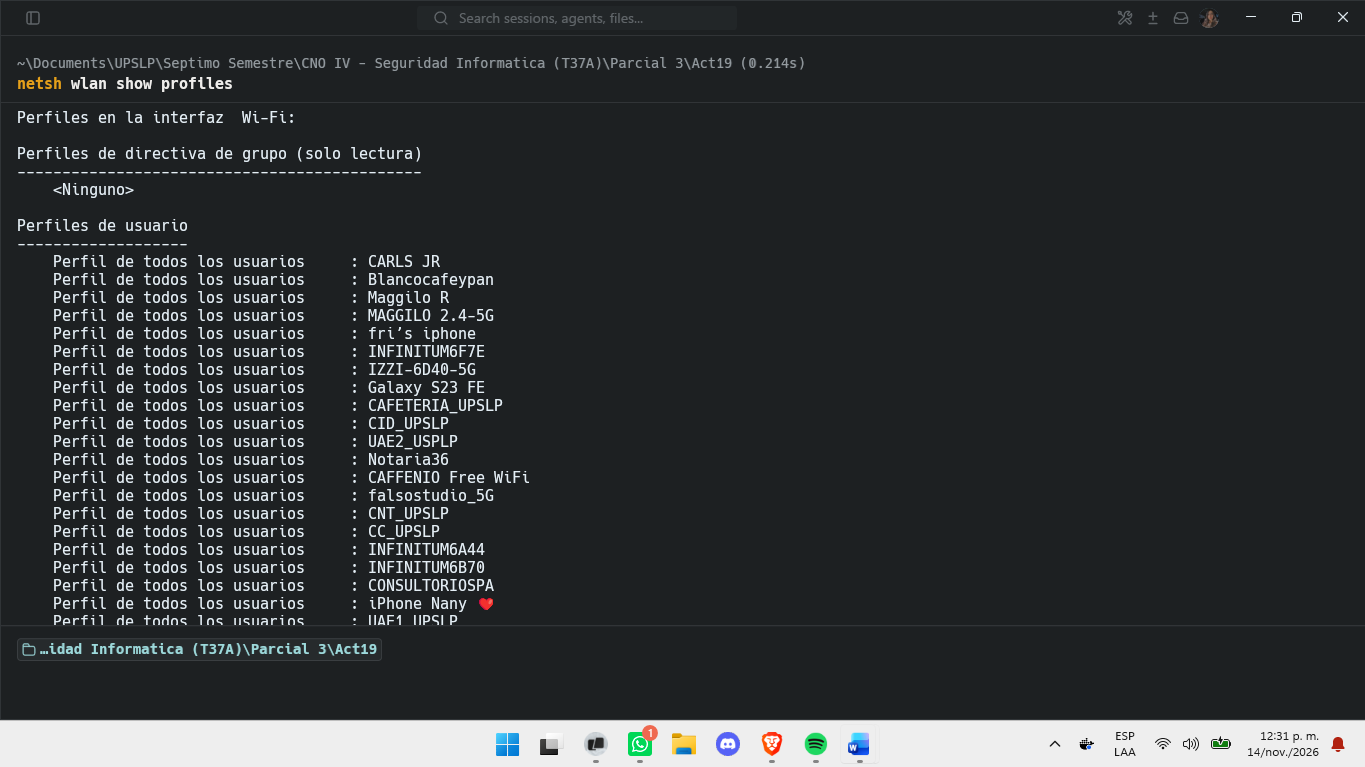 Search sessions, agents, files...
~\Documents\UPSLP\Septimo Semestre\CNO IV - Seguridad Informatica (T37A)\Parcial 3\Act19 (0.214s)
netsh wlan show profiles
Perfiles en la interfaz  Wi-Fi:
Perfiles de directiva de grupo (solo lectura)
---------------------------------------------
<Ninguno>
Perfiles de usuario
-------------------
Perfil de todos los usuarios     : CARLS JR
Perfil de todos los usuarios     : Blancocafeypan
Perfil de todos los usuarios     : Maggilo R
Perfil de todos los usuarios     : MAGGILO 2.4-5G
Perfil de todos los usuarios     : fri’s iphone
Perfil de todos los usuarios     : INFINITUM6F7E
Perfil de todos los usuarios     : IZZI-6D40-5G
Perfil de todos los usuarios     : Galaxy S23 FE
Perfil de todos los usuarios     : CAFETERIA_UPSLP
Perfil de todos los usuarios     : CID_UPSLP
Perfil de todos los usuarios     : UAE2_USPLP
Perfil de todos los usuarios     : Notaria36
Perfil de todos los usuarios     : CAFFENIO Free WiFi
Perfil de todos los usuarios     : falsostudio_5G
Perfil de todos los usuarios     : CNT_UPSLP
Perfil de todos los usuarios     : CC_UPSLP
Perfil de todos los usuarios     : INFINITUM6A44
Perfil de todos los usuarios     : INFINITUM6B70
Perfil de todos los usuarios     : CONSULTORIOSPA
Perfil de todos los usuarios     : iPhone Nany ❤️
Perfil de todos los usuarios     : UAE1_UPSLP
…idad Informatica (T37A)\Parcial 3\Act19
1
W
ESP
LAA
12:31 p. m.
14/nov./2026